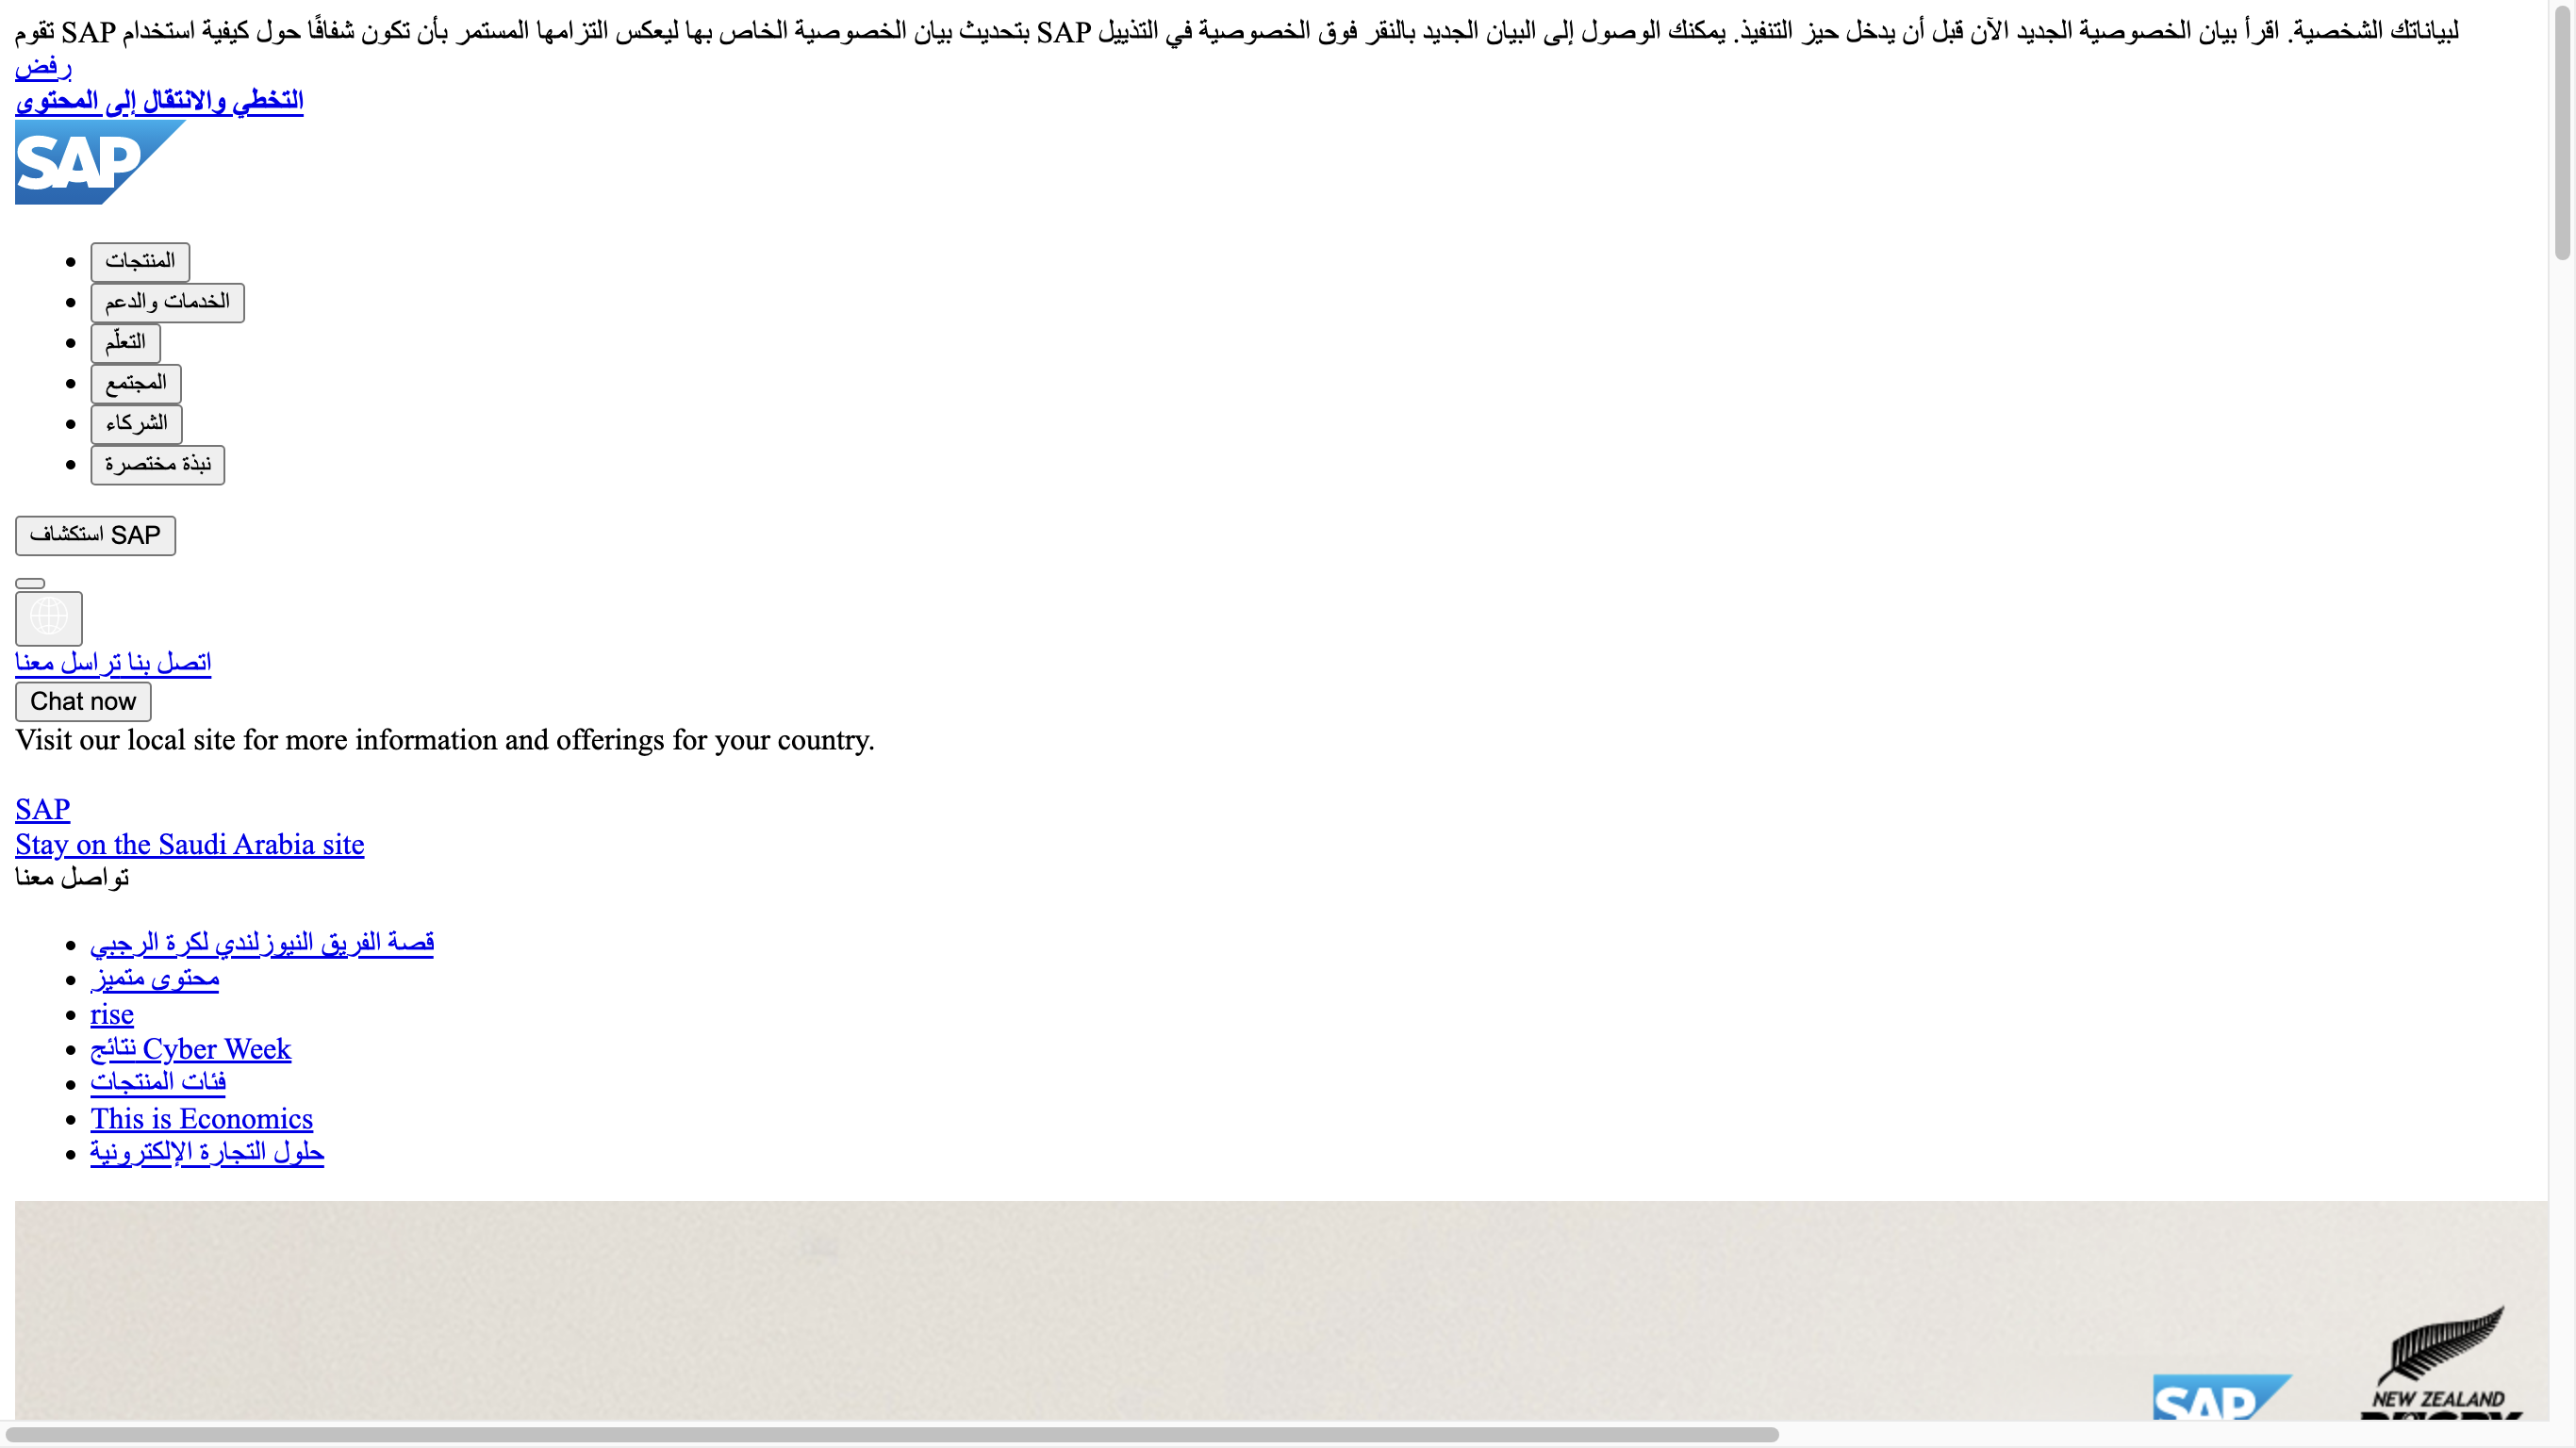 تقوم SAP بتحديث بيان الخصوصية الخاص بها ليعكس التزامها المستمر بأن تكون شفافًا حول كيفية استخدام SAP لبياناتك الشخصية. اقرأ بيان الخصوصية الجديد الآن قبل أن يدخل حيز التنفيذ. يمكنك الوصول إلى البيان الجديد بالنقر فوق الخصوصية في التذييل
رفض
التخطي والانتقال إلى المحتوى
SAP
المنتجات
الخدمات والدعم
التعلّم
المجتمع
الشركاء
نبذة مختصرة
استكشاف SAP
اتصل بنا تراسل معنا
Chat now
Visit our local site for more information and offerings for your country.
SAP
Stay on the Saudi Arabia site
تواصل معنا
قصة الفريق النيوزلندي لكرة الرجبي
محتوى متميز
rise
نتائج Cyber Week
فئات المنتجات
This is Economics
حلول التجارة الإلكترونية
SAP
NEW ZEALAND
RUGBY